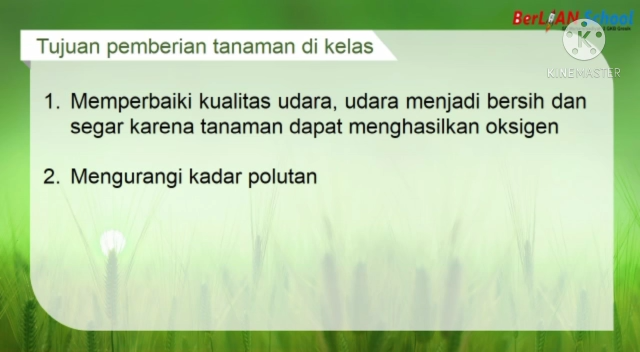 BerLIAN School
Tujuan pemberian tanaman di kelas
KINEMASTER
1. Memperbaiki kualitas udara, udara menjadi bersih dan
segar karena tanaman dapat menghasilkan oksigen
2. Mengurangi kadar polutan